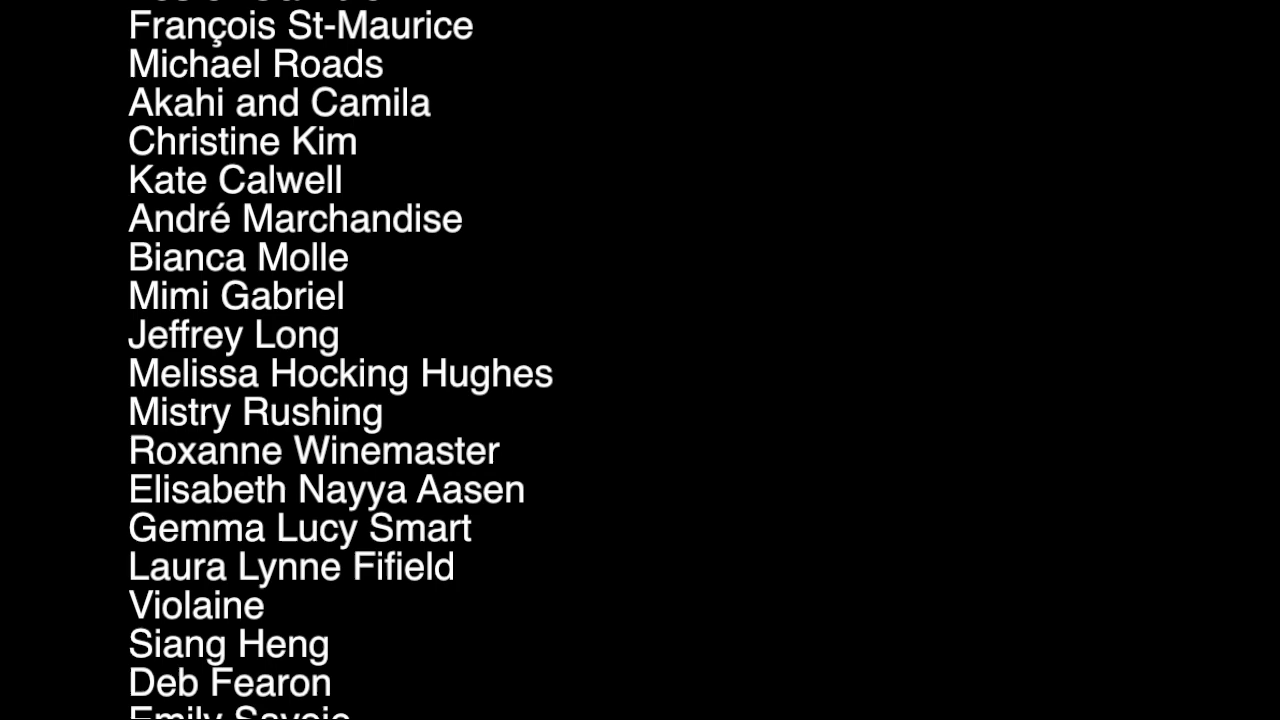 François St-Maurice
Michael Roads
Akahi and Camila
Christine Kim
Kate Calwell
André Marchandise
Bianca Molle
Mimi Gabriel
Jeffrey Long
Melissa Hocking Hughes
Mistry Rushing
Roxanne Winemaster
Elisabeth Nayya Aasen
Gemma Lucy Smart
Laura Lynne Fifield
Violaine
Siang Heng
Deb Fearon
Emily Savoie